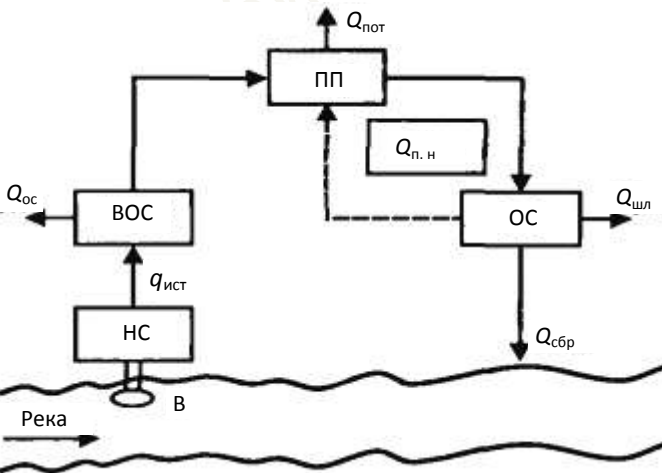 Qпот
ПП
Qп. н
Qос
ВОС
ОС
Qшл
qист
НС
Qсбр
В
Река